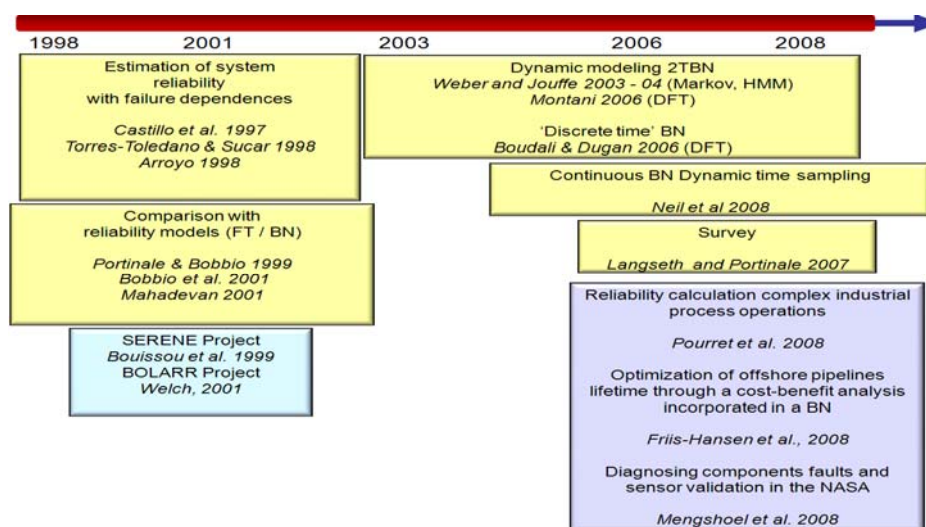 1998 2001 2003 2006 2008
Estimation of system
reliability
with failure dependences
Castillo et al. 1997
Torres-Toledano & Sucar 1998
Arroyo 1998
Comparison with
reliability models (FT / BN)
Portinale & Bobbio 1999
Bobbio et al. 2001
Mahadevan 2001
SERENE Project
Bouissou et al. 1999
BOLARR Project
Welch, 2001
Dynamic modeling 2TBN
Weber and Jouffe 2003 - 04 (Markov, HMM)
Montani 2006 (DFT)
‘Discrete time’ BN
Boudali & Dugan 2006 (DFT)
Continuous BN Dynamic time sampling
Neil et al 2008
Survey
Langseth and Portinale 2007
Reliability calculation complex industrial
process operations
Pourret et al. 2008
Optimization of offshore pipelines
lifetime through a cost-benefit analysis
incorporated in a BN
Friis-Hansen et al., 2008
Diagnosing components faults and
sensor validation in the NASA
Mengshoel et al. 2008